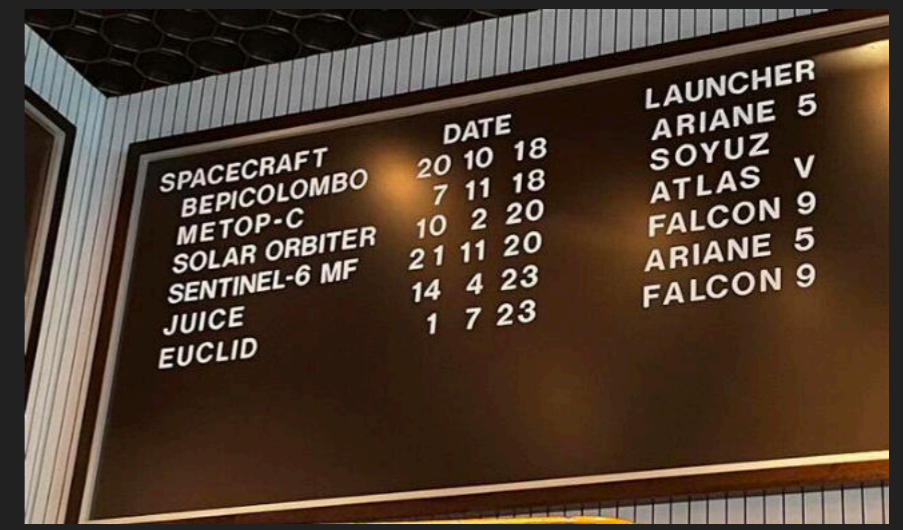 SPACECRAFT DATE LAUNCHER
BEPICOLOMBO 20 10 18 ARIANE 5
METOP-C 7 11 18 SOYUZ
SOLAR ORBITER 10 2 20 ATLAS V
SENTINEL-6 MF 21 11 20 FALCON 9
JUICE 14 4 23 ARIANE 5
EUCLID 1 7 23 FALCON 9